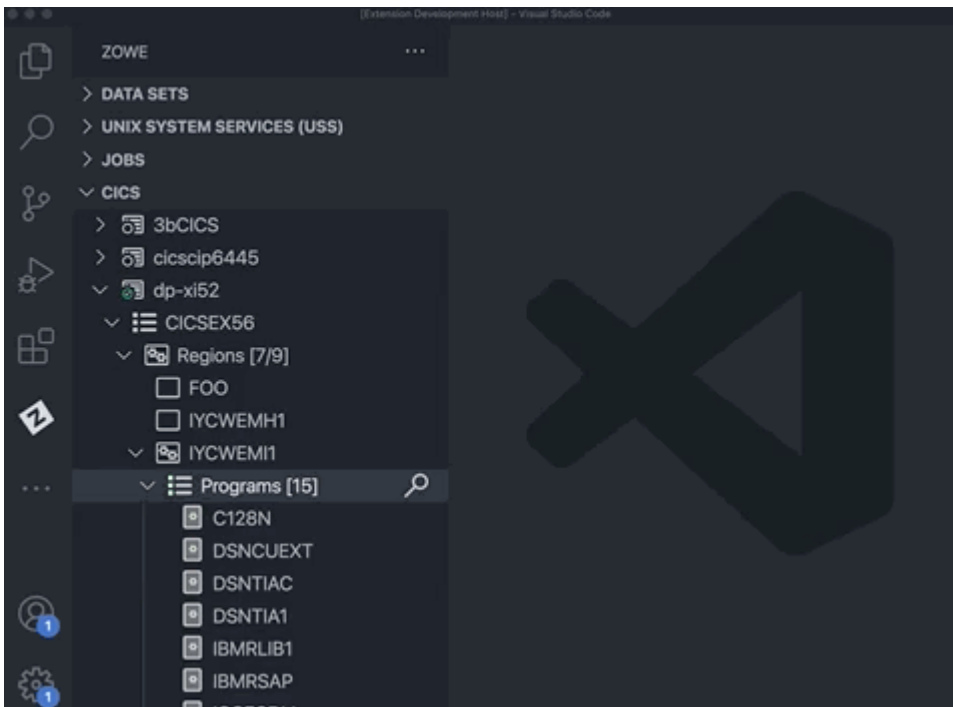 [Extension Development Host] - Visual Studio Code
ZOWE
DATA SETS
UNIX SYSTEM SERVICES (USS)
JOBS
CICS
3bCICS
cicscip6445
dp-xi52
CICSEX56
Regions [7/9]
FOO
IYCWEMH1
IYCWEMI1
Programs [15]
C128N
DSNCUEXT
DSNTIAC
DSNTIA1
IBMRLIB1
1
IBMRSAP
1